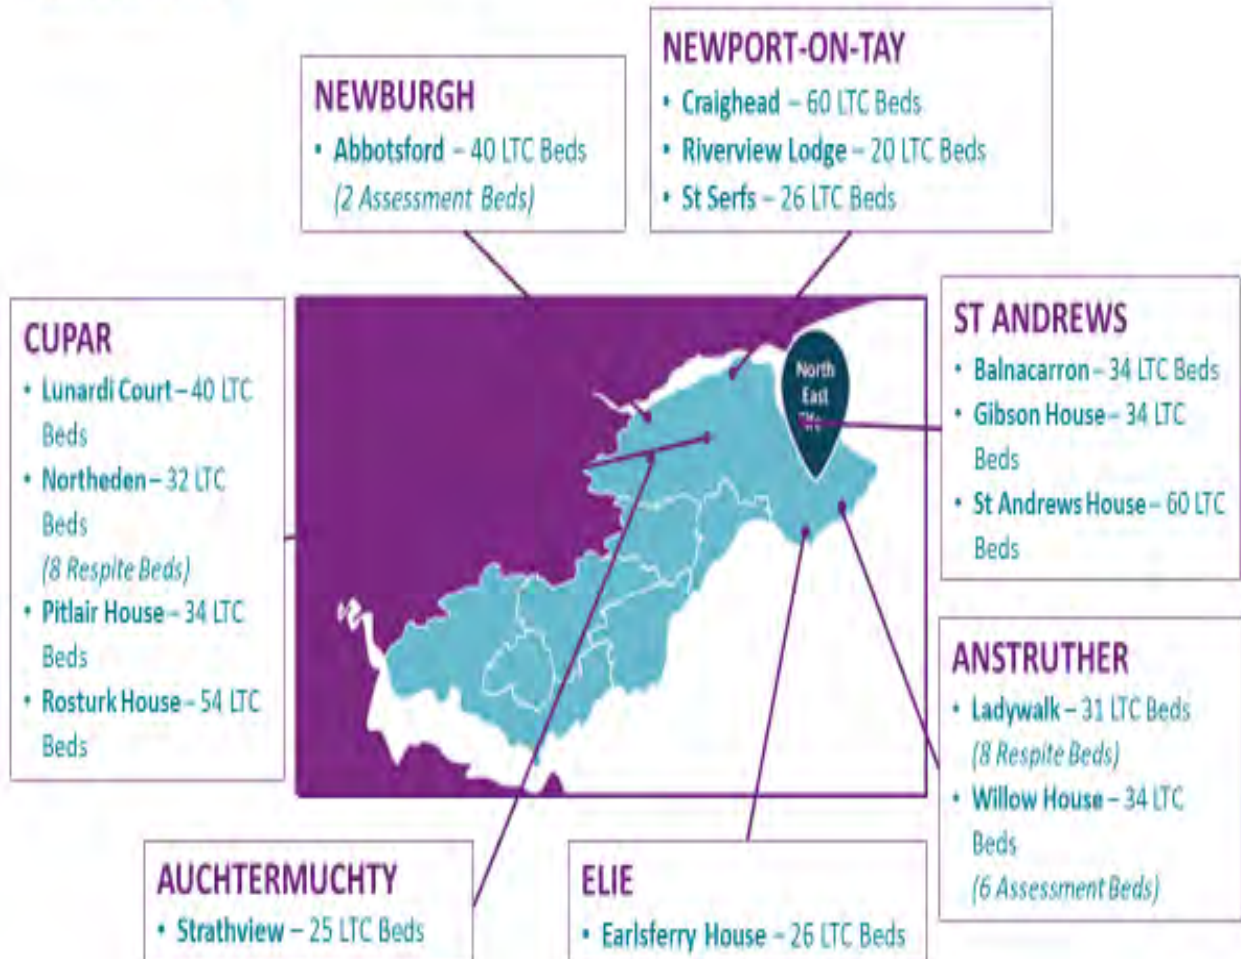 NEWBURGH
• Abbotsford – 40 LTC Beds
(2 Assessment Beds)
NEWPORT-ON-TAY
• Craighead – 60 LTC Beds
• Riverview Lodge – 20 LTC Beds
• St Serfs – 26 LTC Beds
CUPAR
• Lunardi Court – 40 LTC
Beds
• Northeden – 32 LTC
Beds
(8 Respite Beds)
• Pitlair House – 34 LTC
Beds
• Rosturk House – 54 LTC
Beds
North
East
ST ANDREWS
• Balnacarron – 34 LTC Beds
• Gibson House – 34 LTC
Beds
• St Andrews House – 60 LTC
Beds
ANSTRUTHER
• Ladywalk – 31 LTC Beds
(8 Respite Beds)
• Willow House – 34 LTC
Beds
(6 Assessment Beds)
AUCHTERMUCHTY
• Strathview – 25 LTC Beds
ELIE
• Earlsferry House – 26 LTC Beds